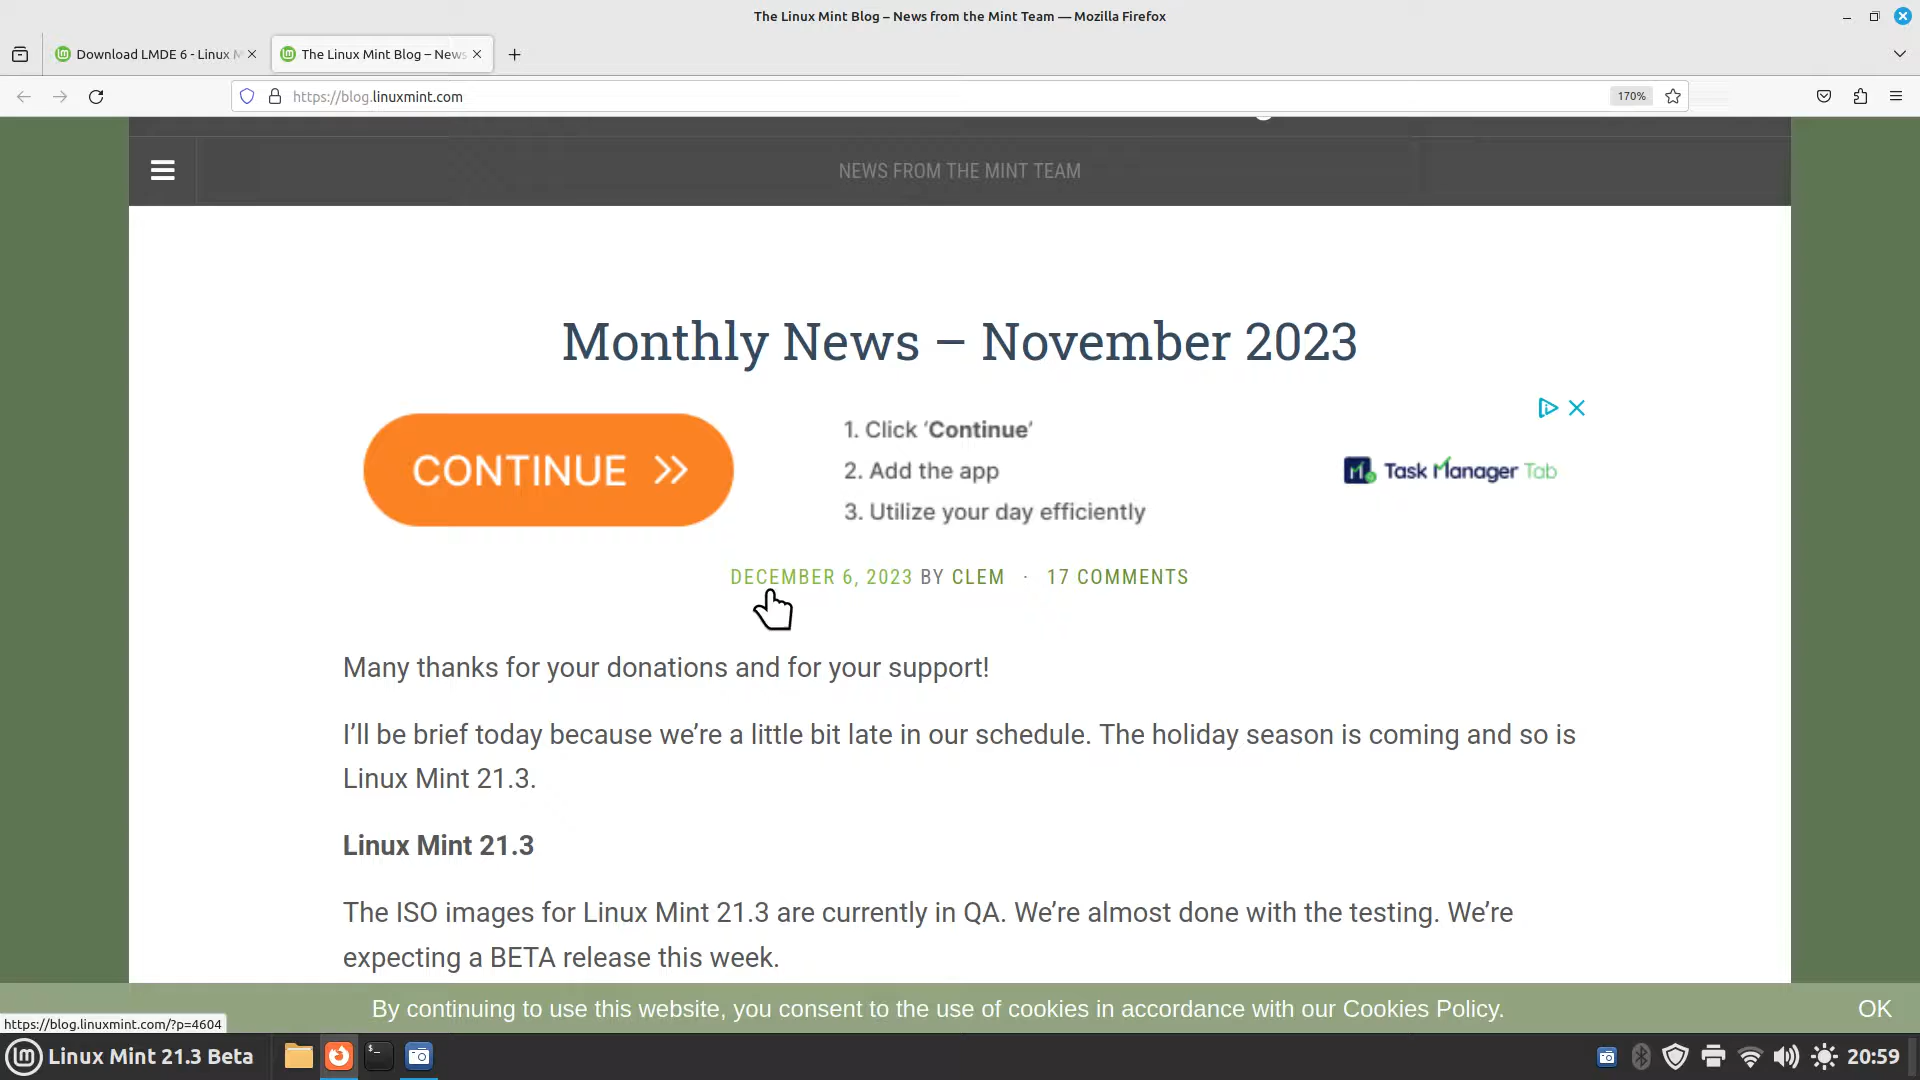 The Linux Mint Blog – News from the Mint Team — Mozilla Firefox
Download LMDE 6 - Linux M
The Linux Mint Blog – News
https://blog.linuxmint.com
170%
NEWS FROM THE MINT TEAM
Monthly News – November 2023
CONTINUE
1. Click ‘Continue’
2. Add the app
3. Utilize your day efficiently
Task Manager Tab
DECEMBER 6, 2023 BY CLEM · 17 COMMENTS
Many thanks for your donations and for your support!
I’ll be brief today because we’re a little bit late in our schedule. The holiday season is coming and so is
Linux Mint 21.3.
Linux Mint 21.3
The ISO images for Linux Mint 21.3 are currently in QA. We’re almost done with the testing. We’re
expecting a BETA release this week.
By continuing to use this website, you consent to the use of cookies in accordance with our Cookies Policy.
OK
https://blog.linuxmint.com/?p=4604
Linux Mint 21.3 Beta
20:59